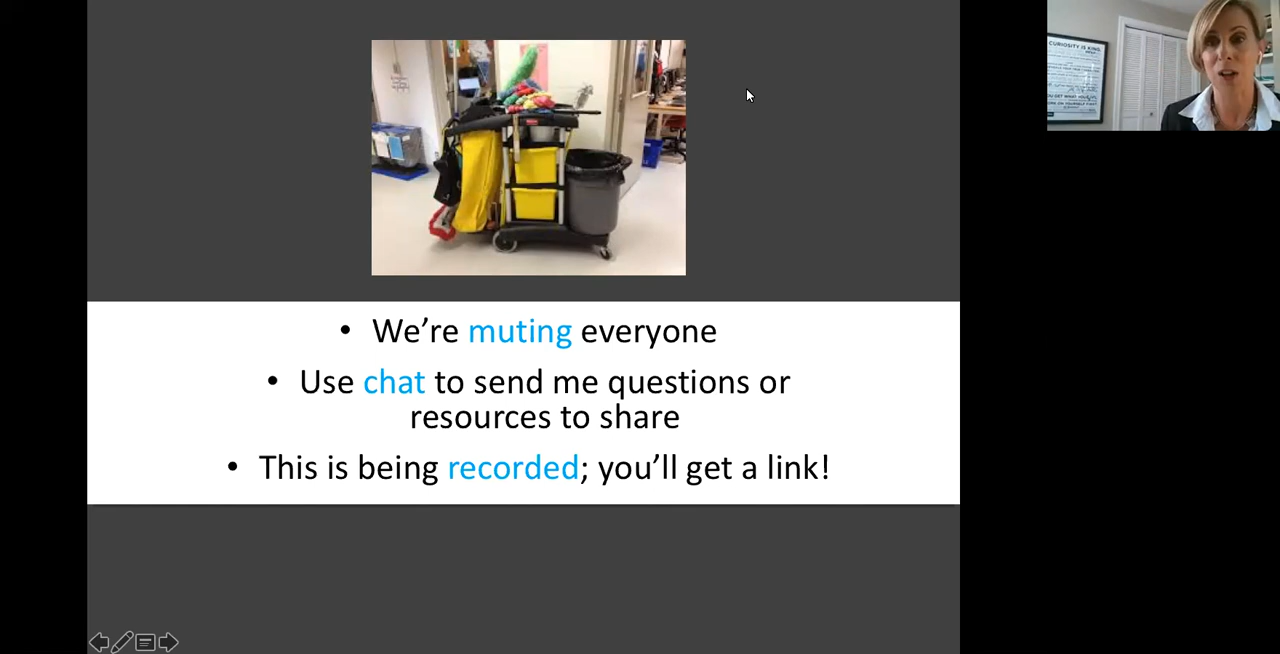 • We're muting everyone
• Use chat to send me questions or
resources to share
• This is being recorded; you'll get a link!
CURIOSITY IS KING.